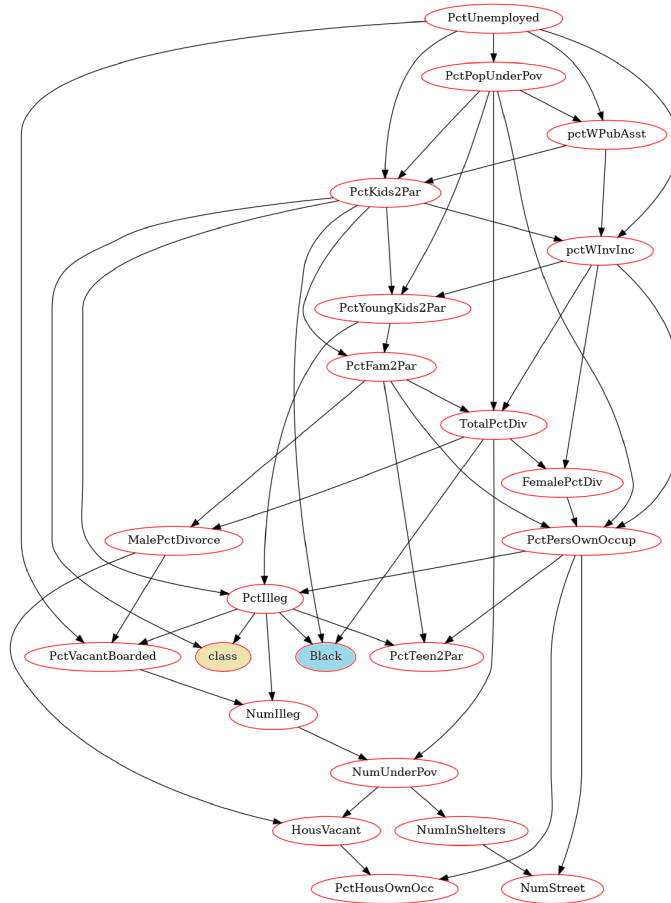 PctUnemployed
PctPopUnderPov
pctWPubAsst
PctKids2Par
pctWInvInc
PctYoungKids2Par
PctFam2Par
TotalPctDiv
FemalePctDiv
MalePctDivorce
PctPersOwnOccup
PctIlleg
PctVacantBoarded
class
Black
PctTeen2Par
NumIlleg
NumUnderPov
HousVacant
NumInShelters
PctHousOwnOcc
NumStreet